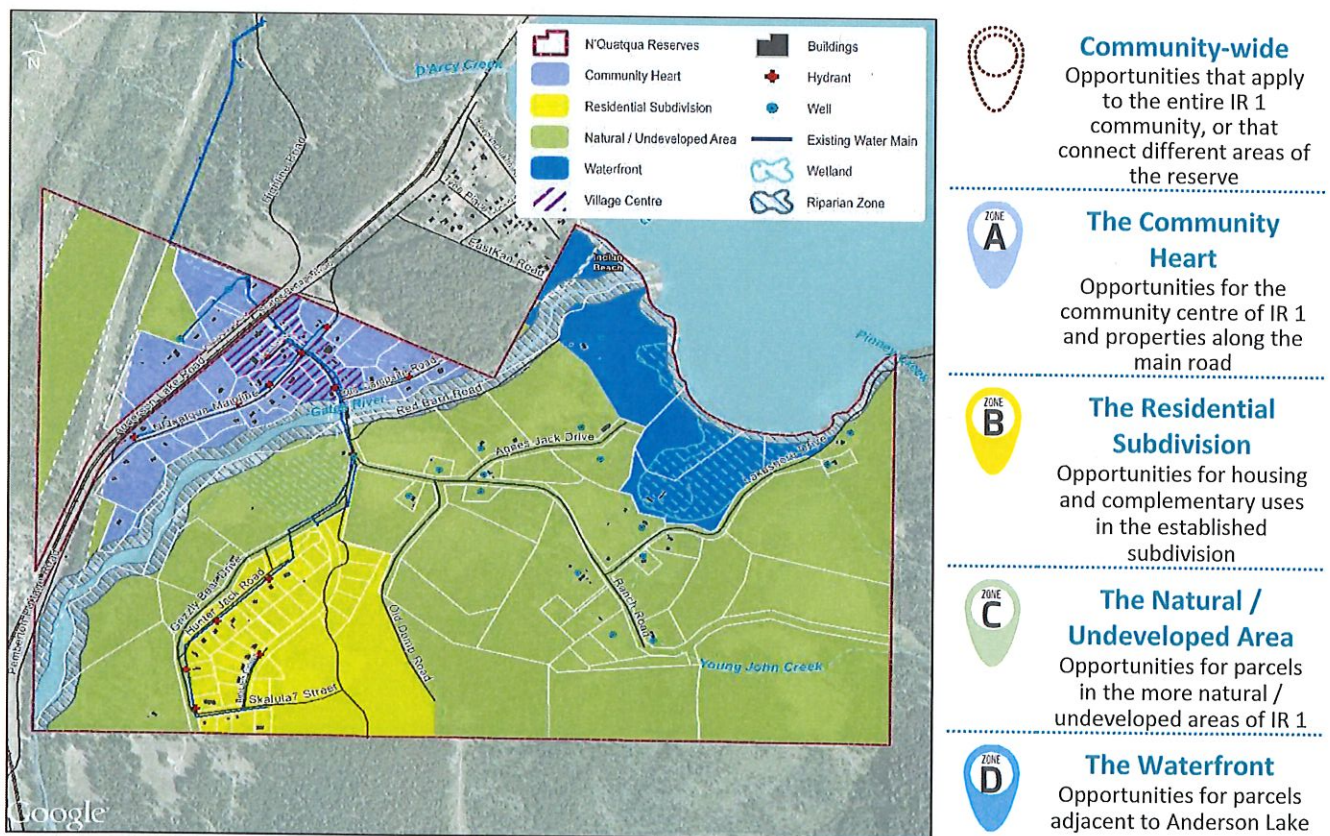 N
N'Quatqua Reserves
Community Heart
Residential Subdivision
Natural / Undeveloped Area
Waterfront
Village Centre
Buildings
Hydrant
Well
Existing Water Main
Wetland
Riparian Zone
D'Arcy Creek
Highline Road
EastKan Road
Indian
Beach
Pinney Creek
Anderson Lake Road
N'Quatqua Mainline
Gates River
Red Barn Road
Agnes Jack Drive
Lakeshore Drive
Grizzly Bear Drive
Hunter Jack Road
Skalula7 Street
Ranch Road
Young John Creek
Google
Community-wide
Opportunities that apply
to the entire IR 1
community, or that
connect different areas of
the reserve
ZONE
A
The Community
Heart
Opportunities for the
community centre of IR 1
and properties along the
main road
ZONE
B
The Residential
Subdivision
Opportunities for housing
and complementary uses
in the established
subdivision
ZONE
C
The Natural /
Undeveloped Area
Opportunities for parcels
in the more natural /
undeveloped areas of IR 1
ZONE
D
The Waterfront
Opportunities for parcels
adjacent to Anderson Lake